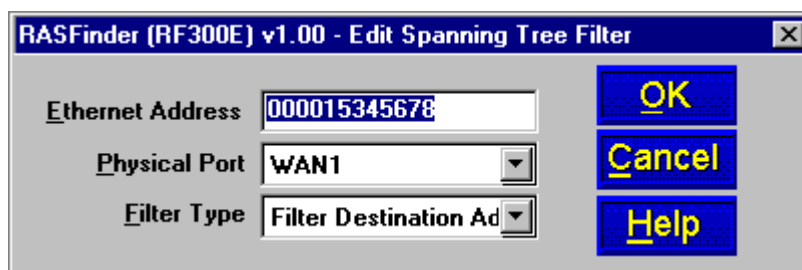 RASFinder (RF300E) v1.00 - Edit Spanning Tree Filter
Ethernet Address 000015345678
Physical Port WAN1
Filter Type Filter Destination Ad
OK
Cancel
Help